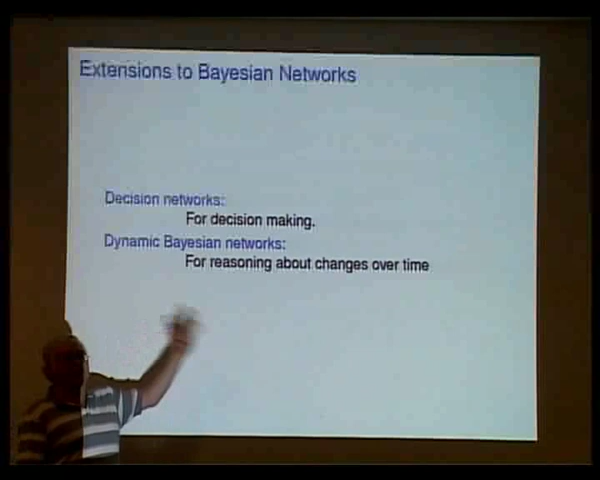 Extensions to Bayesian Networks
Decision networks:
For decision making.
Dynamic Bayesian networks:
For reasoning about changes over time